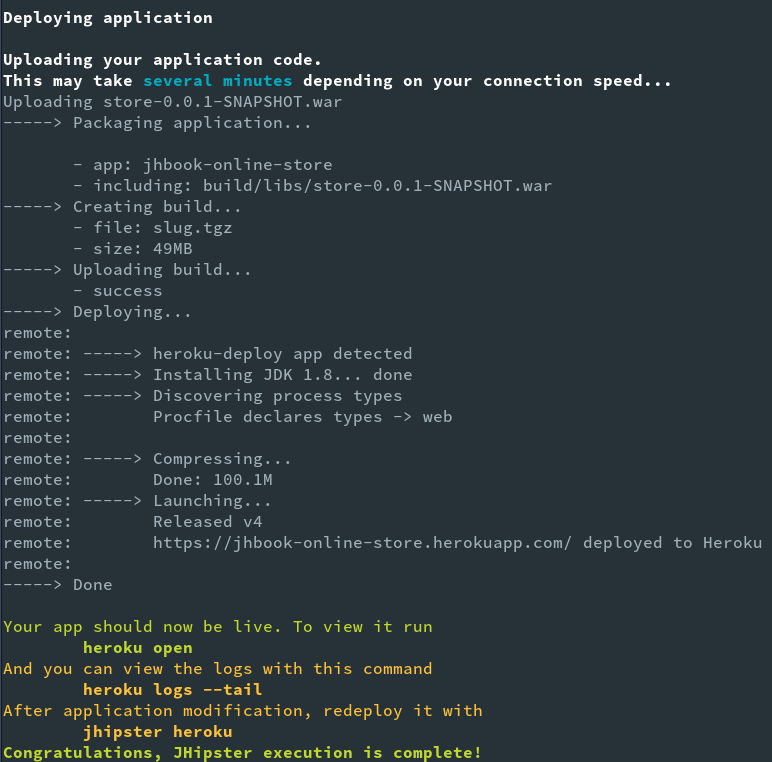 Deploying application
Uploading your application code.
This may take several minutes depending on your connection speed...
Uploading store-0.0.1-SNAPSHOT.war
-----> Packaging application...
- app: jhbook-online-store
- including: build/libs/store-0.0.1-SNAPSHOT.war
-----> Creating build...
- file: slug.tgz
- size: 49MB
-----> Uploading build...
- success
-----> Deploying...
remote:
remote: -----> heroku-deploy app detected
remote: -----> Installing JDK 1.8... done
remote: -----> Discovering process types
remote:        Procfile declares types -> web
remote:
remote: -----> Compressing...
remote:        Done: 100.1M
remote: -----> Launching...
remote:        Released v4
remote:        https://jhbook-online-store.herokuapp.com/ deployed to Heroku
remote:
-----> Done
Your app should now be live. To view it run
heroku open
And you can view the logs with this command
heroku logs --tail
After application modification, redeploy it with
jhipster heroku
Congratulations, JHipster execution is complete!